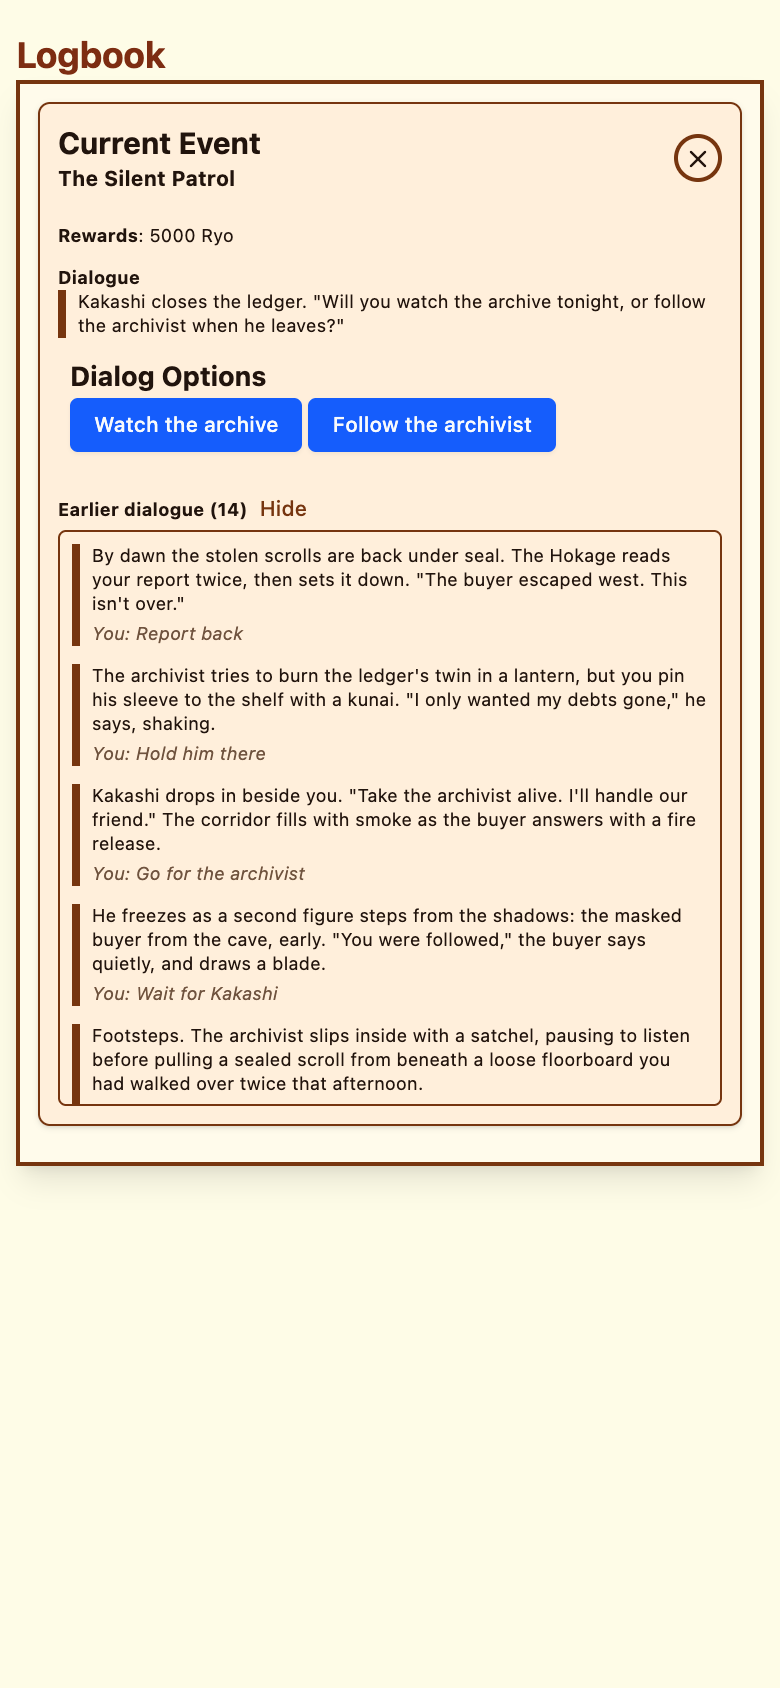 Logbook
Current Event
The Silent Patrol
Rewards: 5000 Ryo
Dialogue
Kakashi closes the ledger. "Will you watch the archive tonight, or follow
the archivist when he leaves?"
Dialog Options
Watch the archive Follow the archivist
Earlier dialogue (14) Hide
By dawn the stolen scrolls are back under seal. The Hokage reads
your report twice, then sets it down. "The buyer escaped west. This
isn't over."
You: Report back
The archivist tries to burn the ledger's twin in a lantern, but you pin
his sleeve to the shelf with a kunai. "I only wanted my debts gone," he
says, shaking.
You: Hold him there
Kakashi drops in beside you. "Take the archivist alive. I'll handle our
friend." The corridor fills with smoke as the buyer answers with a fire
release.
You: Go for the archivist
He freezes as a second figure steps from the shadows: the masked
buyer from the cave, early. "You were followed," the buyer says
quietly, and draws a blade.
You: Wait for Kakashi
Footsteps. The archivist slips inside with a satchel, pausing to listen
before pulling a sealed scroll from beneath a loose floorboard you
had walked over twice that afternoon.